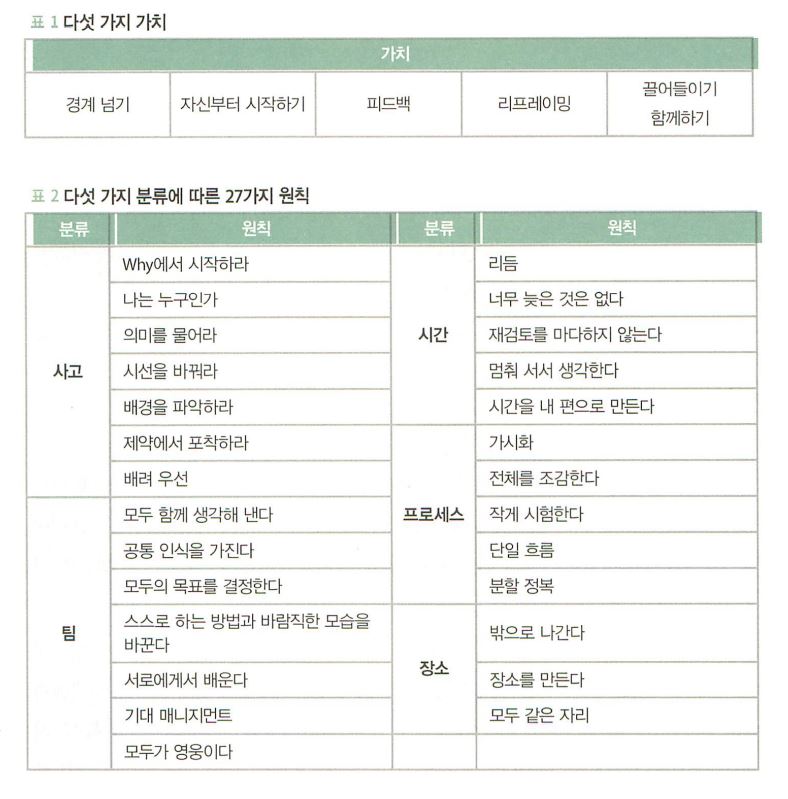 표 1 다섯 가지 가치
가치
경계 넘기
자신부터 시작하기
피드백
리프레이밍
끌어들이기
함께하기
표 2 다섯 가지 분류에 따른 27가지 원칙
분류 원칙 분류 원칙
사고
Why에서 시작하라
나는 누구인가
의미를 물어라
시선을 바꿔라
배경을 파악하라
제약에서 포착하라
배려 우선
팀
모두 함께 생각해 낸다
공통 인식을 가진다
모두의 목표를 결정한다
스스로 하는 방법과 바람직한 모습을
바꾼다
서로에게서 배운다
기대 매니지먼트
모두가 영웅이다
시간
리듬
너무 늦은 것은 없다
재검토를 마다하지 않는다
멈춰 서서 생각한다
시간을 내 편으로 만든다
프로세스
가시화
전체를 조감한다
작게 시험한다
단일 흐름
분할 정복
장소
밖으로 나간다
장소를 만든다
모두 같은 자리